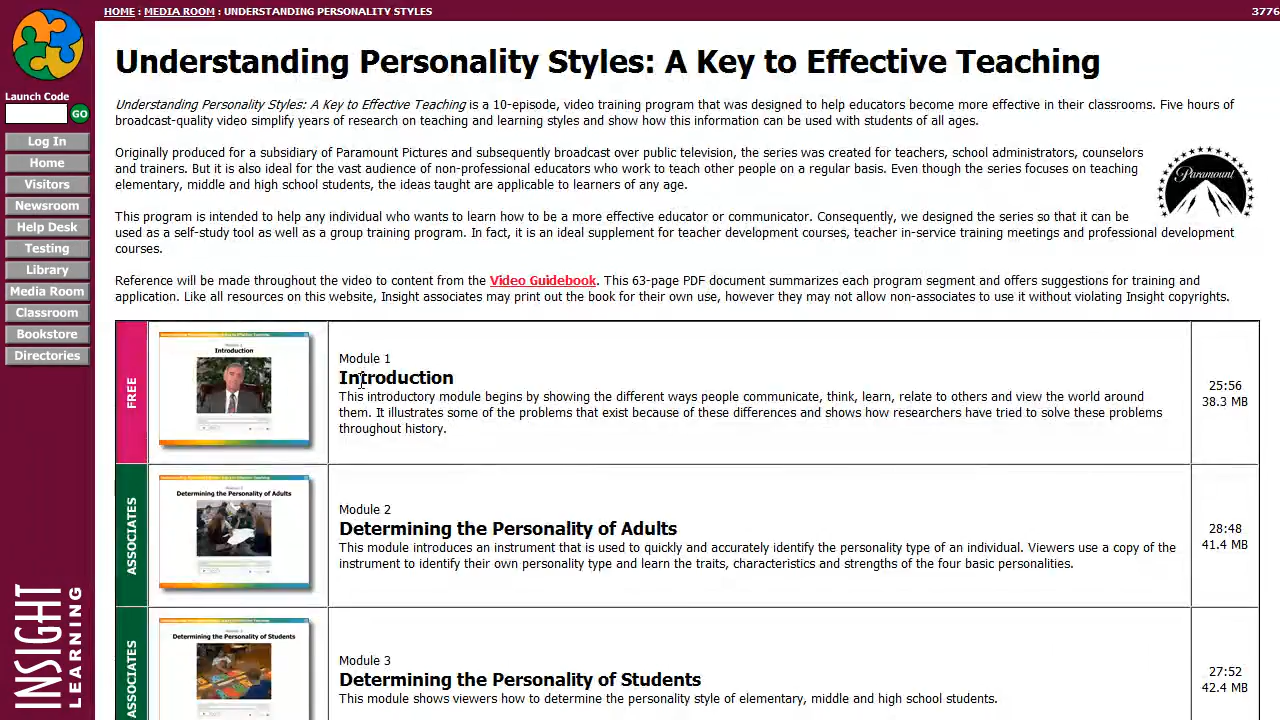 HOME : MEDIA ROOM : UNDERSTANDING PERSONALITY STYLES
3776
Launch Code
GO
Log In
Home
Visitors
Newsroom
Help Desk
Testing
Library
Media Room
Classroom
Bookstore
Directories
INSIGHT
LEARNING
Understanding Personality Styles: A Key to Effective Teaching
Understanding Personality Styles: A Key to Effective Teaching is a 10-episode, video training program that was designed to help educators become more effective in their classrooms. Five hours of
broadcast-quality video simplify years of research on teaching and learning styles and show how this information can be used with students of all ages.
Originally produced for a subsidiary of Paramount Pictures and subsequently broadcast over public television, the series was created for teachers, school administrators, counselors
and trainers. But it is also ideal for the vast audience of non-professional educators who work to teach other people on a regular basis. Even though the series focuses on teaching
elementary, middle and high school students, the ideas taught are applicable to learners of any age.
Paramount
This program is intended to help any individual who wants to learn how to be a more effective educator or communicator. Consequently, we designed the series so that it can be
used as a self-study tool as well as a group training program. In fact, it is an ideal supplement for teacher development courses, teacher in-service training meetings and professional development
courses.
Reference will be made throughout the video to content from the Video Guidebook. This 63-page PDF document summarizes each program segment and offers suggestions for training and
application. Like all resources on this website, Insight associates may print out the book for their own use, however they may not allow non-associates to use it without violating Insight copyrights.
FREE
Introduction
Module 1
Introduction
This introductory module begins by showing the different ways people communicate, think, learn, relate to others and view the world around
them. It illustrates some of the problems that exist because of these differences and shows how researchers have tried to solve these problems
throughout history.
25:56
38.3 MB
ASSOCIATES
Determining the Personality of Adults
Module 2
Determining the Personality of Adults
This module introduces an instrument that is used to quickly and accurately identify the personality type of an individual. Viewers use a copy of the
instrument to identify their own personality type and learn the traits, characteristics and strengths of the four basic personalities.
28:48
41.4 MB
ASSOCIATES
Determining the Personality of Students
Module 3
Determining the Personality of Students
This module shows viewers how to determine the personality style of elementary, middle and high school students.
27:52
42.4 MB